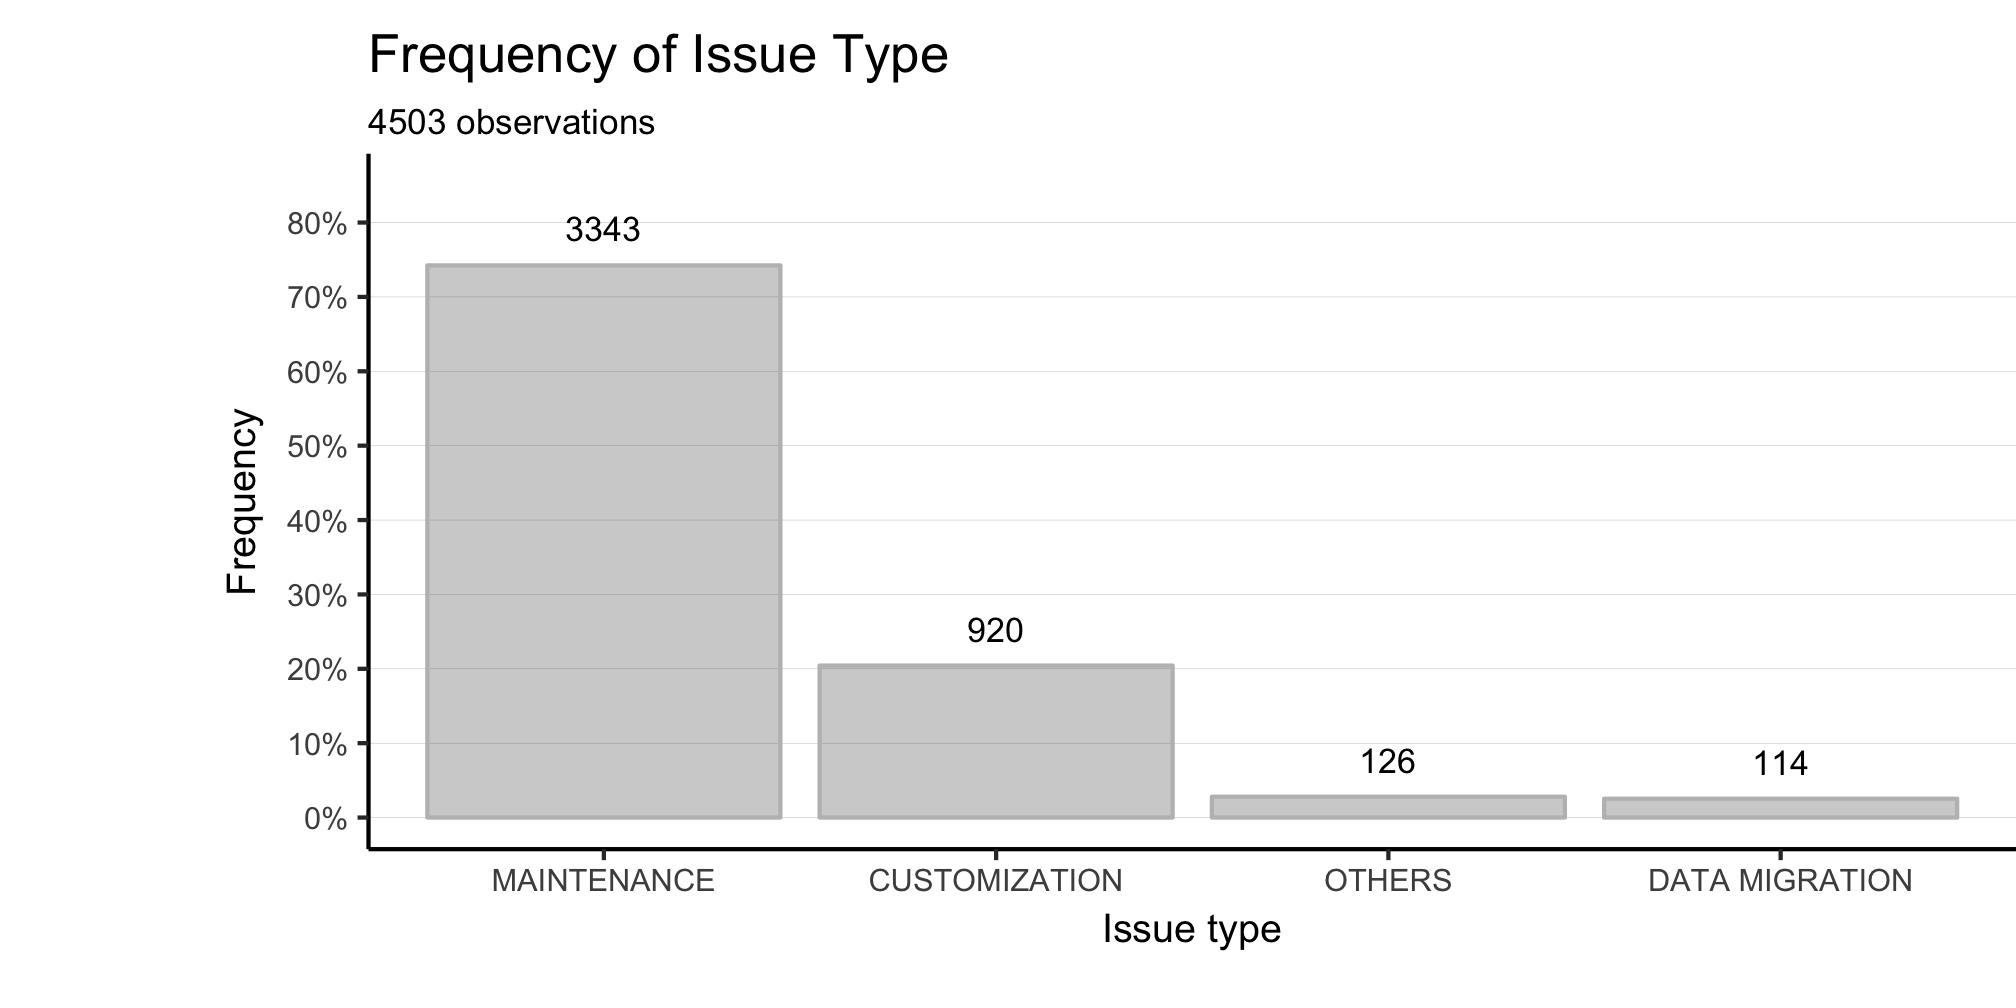 Frequency of Issue Type
4503 observations
Frequency
80%
70%
60%
50%
40%
30%
20%
10%
0%
3343
920
126
114
MAINTENANCE
CUSTOMIZATION
OTHERS
DATA MIGRATION
Issue type